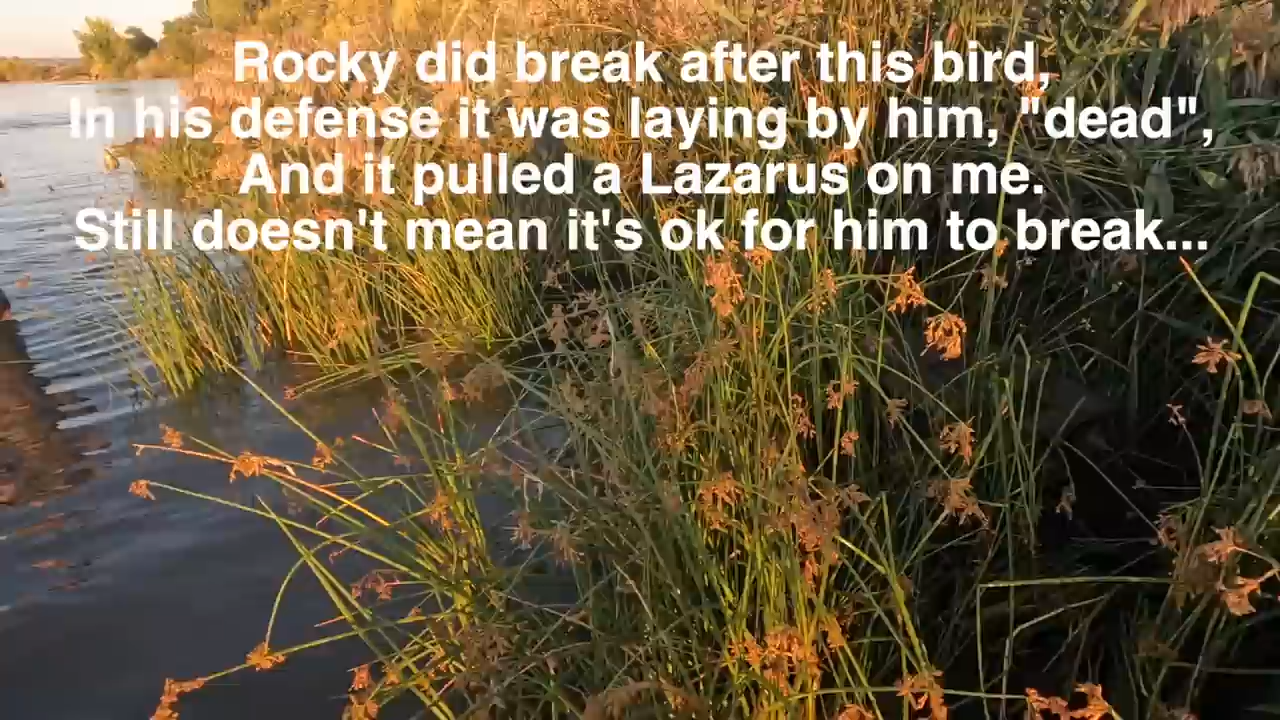 Rocky did break after this bird,
In his defense it was laying by him, "dead",
And it pulled a Lazarus on me.
Still doesn't mean it's ok for him to break...